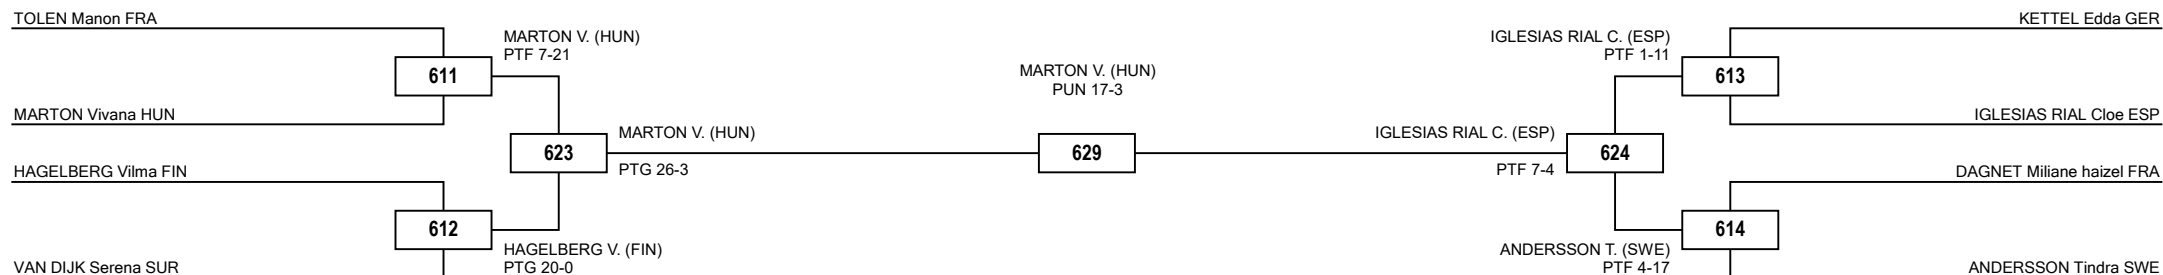 TOLEN Manon FRA
MARTON V. (HUN)
PTF 7-21
611
MARTON Vivana HUN
MARTON V. (HUN)
PTG 26-3
623
HAGELBERG Vilma FIN
612
HAGELBERG V. (FIN)
PTG 20-0
VAN DIJK Serena SUR
MARTON V. (HUN)
PUN 17-3
629
KETTEL Edda GER
IGLESIAS RIAL C. (ESP)
PTF 1-11
613
IGLESIAS RIAL Cloe ESP
IGLESIAS RIAL C. (ESP)
PTF 7-4
624
DAGNET Miliane haizel FRA
614
ANDERSSON T. (SWE)
PTF 4-17
ANDERSSON Tindra SWE